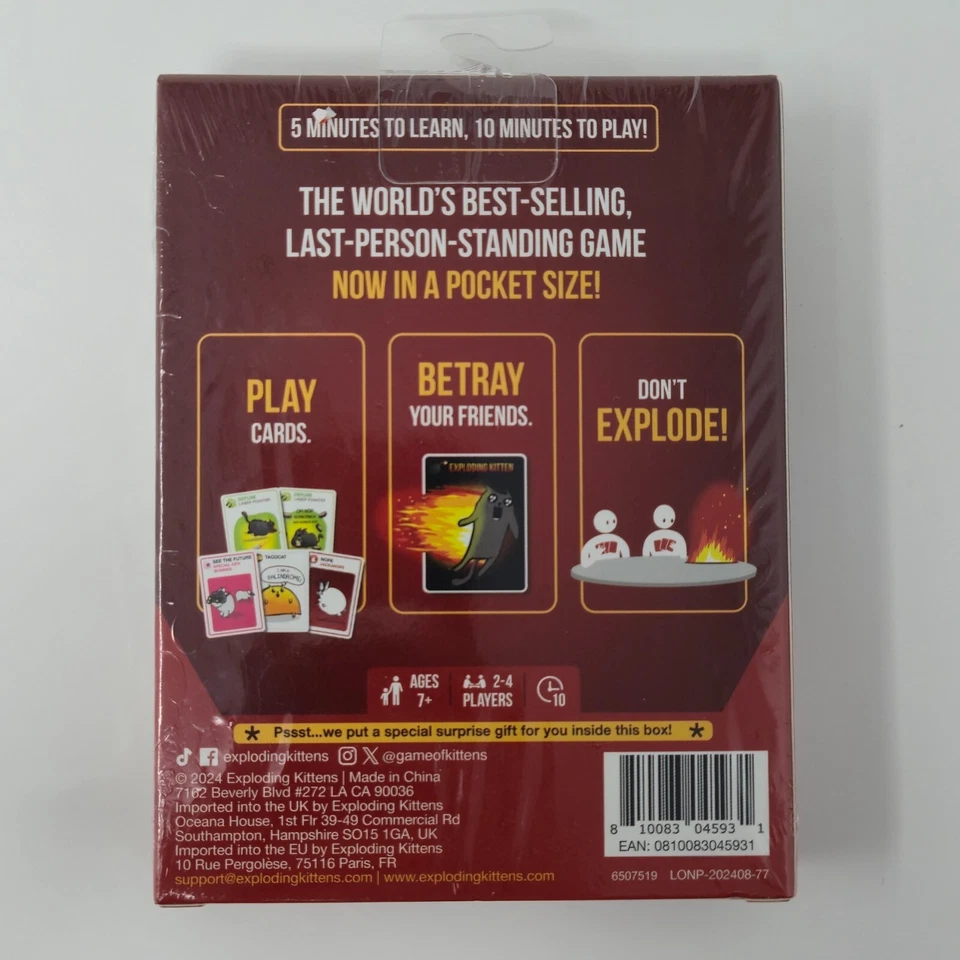 5 MINUTES TO LEARN, 10 MINUTES TO PLAY!
THE WORLD'S BEST-SELLING,
LAST-PERSON-STANDING GAME
NOW IN A POCKET SIZE!
PLAY
CARDS.
BETRAY
YOUR FRIENDS.
DON'T
EXPLODE!
EXPLODING KITTEN
DEFUSE
LASER POINTER
DEFUSE
SEE THE FUTURE
TACOCAT
I AM A
PALINDROME
NOPE
AGES
7+
2-4
PLAYERS
10
* Pssst...we put a special surprise gift for you inside this box! *
explodingkittens @gameofkittens
© 2024 Exploding Kittens | Made in China
7162 Beverly Blvd #272 LA CA 90036
Imported into the UK by Exploding Kittens
Oceana House, 1st Flr 39-49 Commercial Rd
Southampton, Hampshire SO15 1GA, UK
Imported into the EU by Exploding Kittens
10 Rue Pergolèse, 75116 Paris, FR
support@explodingkittens.com | www.explodingkittens.com
8 10083 04593 1
EAN: 0810083045931
6507519 LONP-202408-77